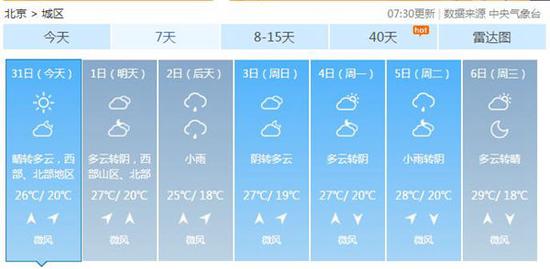 北京 > 城区
07:30更新 | 数据来源 中央气象台
今天
7天
8-15天
40天
hot
雷达图
31日（今天）
晴转多云，西
部、北部地区
26℃/ 20℃
微风
1日（明天）
多云转阴，西
部山区、北部
27℃/ 20℃
微风
2日（后天）
小雨
25℃/ 18℃
微风
3日（周日）
阴转多云
27℃/ 19℃
微风
4日（周一）
多云转阴
27℃/ 20℃
微风
5日（周二）
小雨转阴
28℃/ 20℃
微风
6日（周三）
多云转晴
29℃/ 18℃
微风